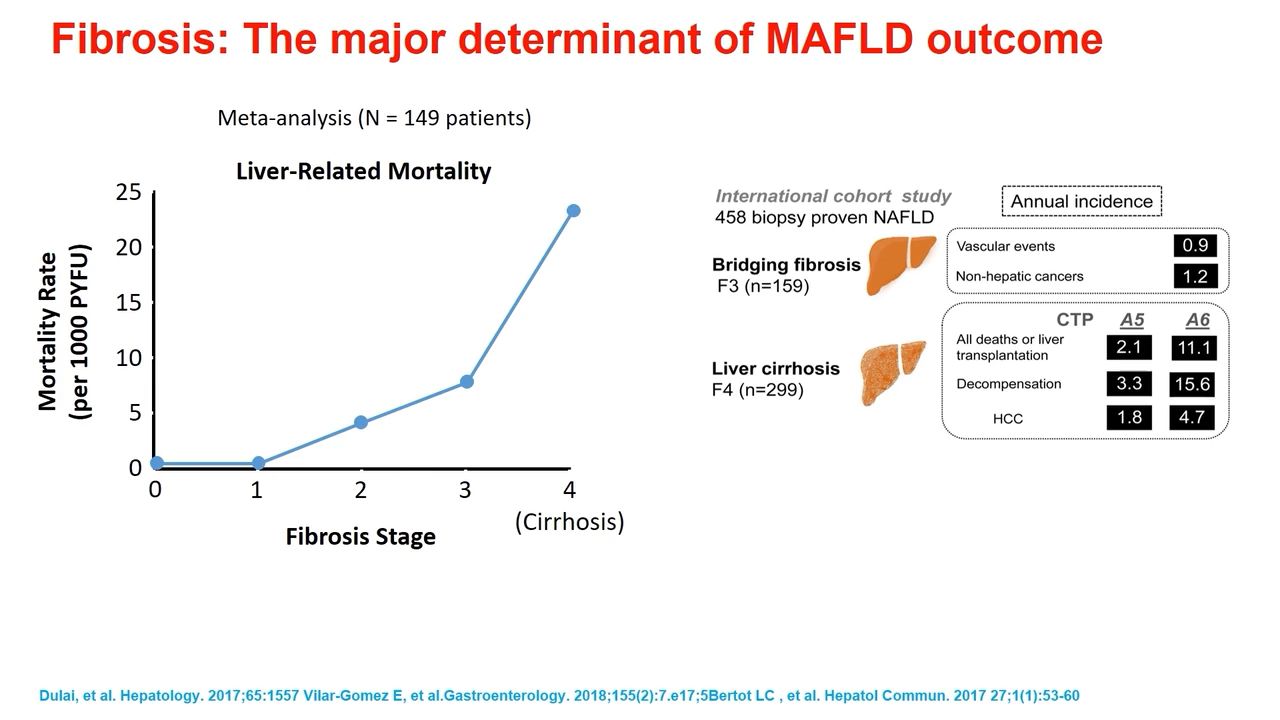 Fibrosis: The major determinant of MAFLD outcome
Meta-analysis (N = 149 patients)
Liver-Related Mortality
Mortality Rate
(per 1000 PYFU)
25
20
15
10
5
0
0 1 2 3 4
(Cirrhosis)
Fibrosis Stage
International cohort study
458 biopsy proven NAFLD
Annual incidence
Bridging fibrosis
F3 (n=159)
Vascular events 0.9
Non-hepatic cancers 1.2
Liver cirrhosis
F4 (n=299)
CTP A5 A6
All deaths or liver
transplantation 2.1 11.1
Decompensation 3.3 15.6
HCC 1.8 4.7
Dulai, et al. Hepatology. 2017;65:1557 Vilar-Gomez E, et al.Gastroenterology. 2018;155(2):7.e17;5Bertot LC , et al. Hepatol Commun. 2017 27;1(1):53-60